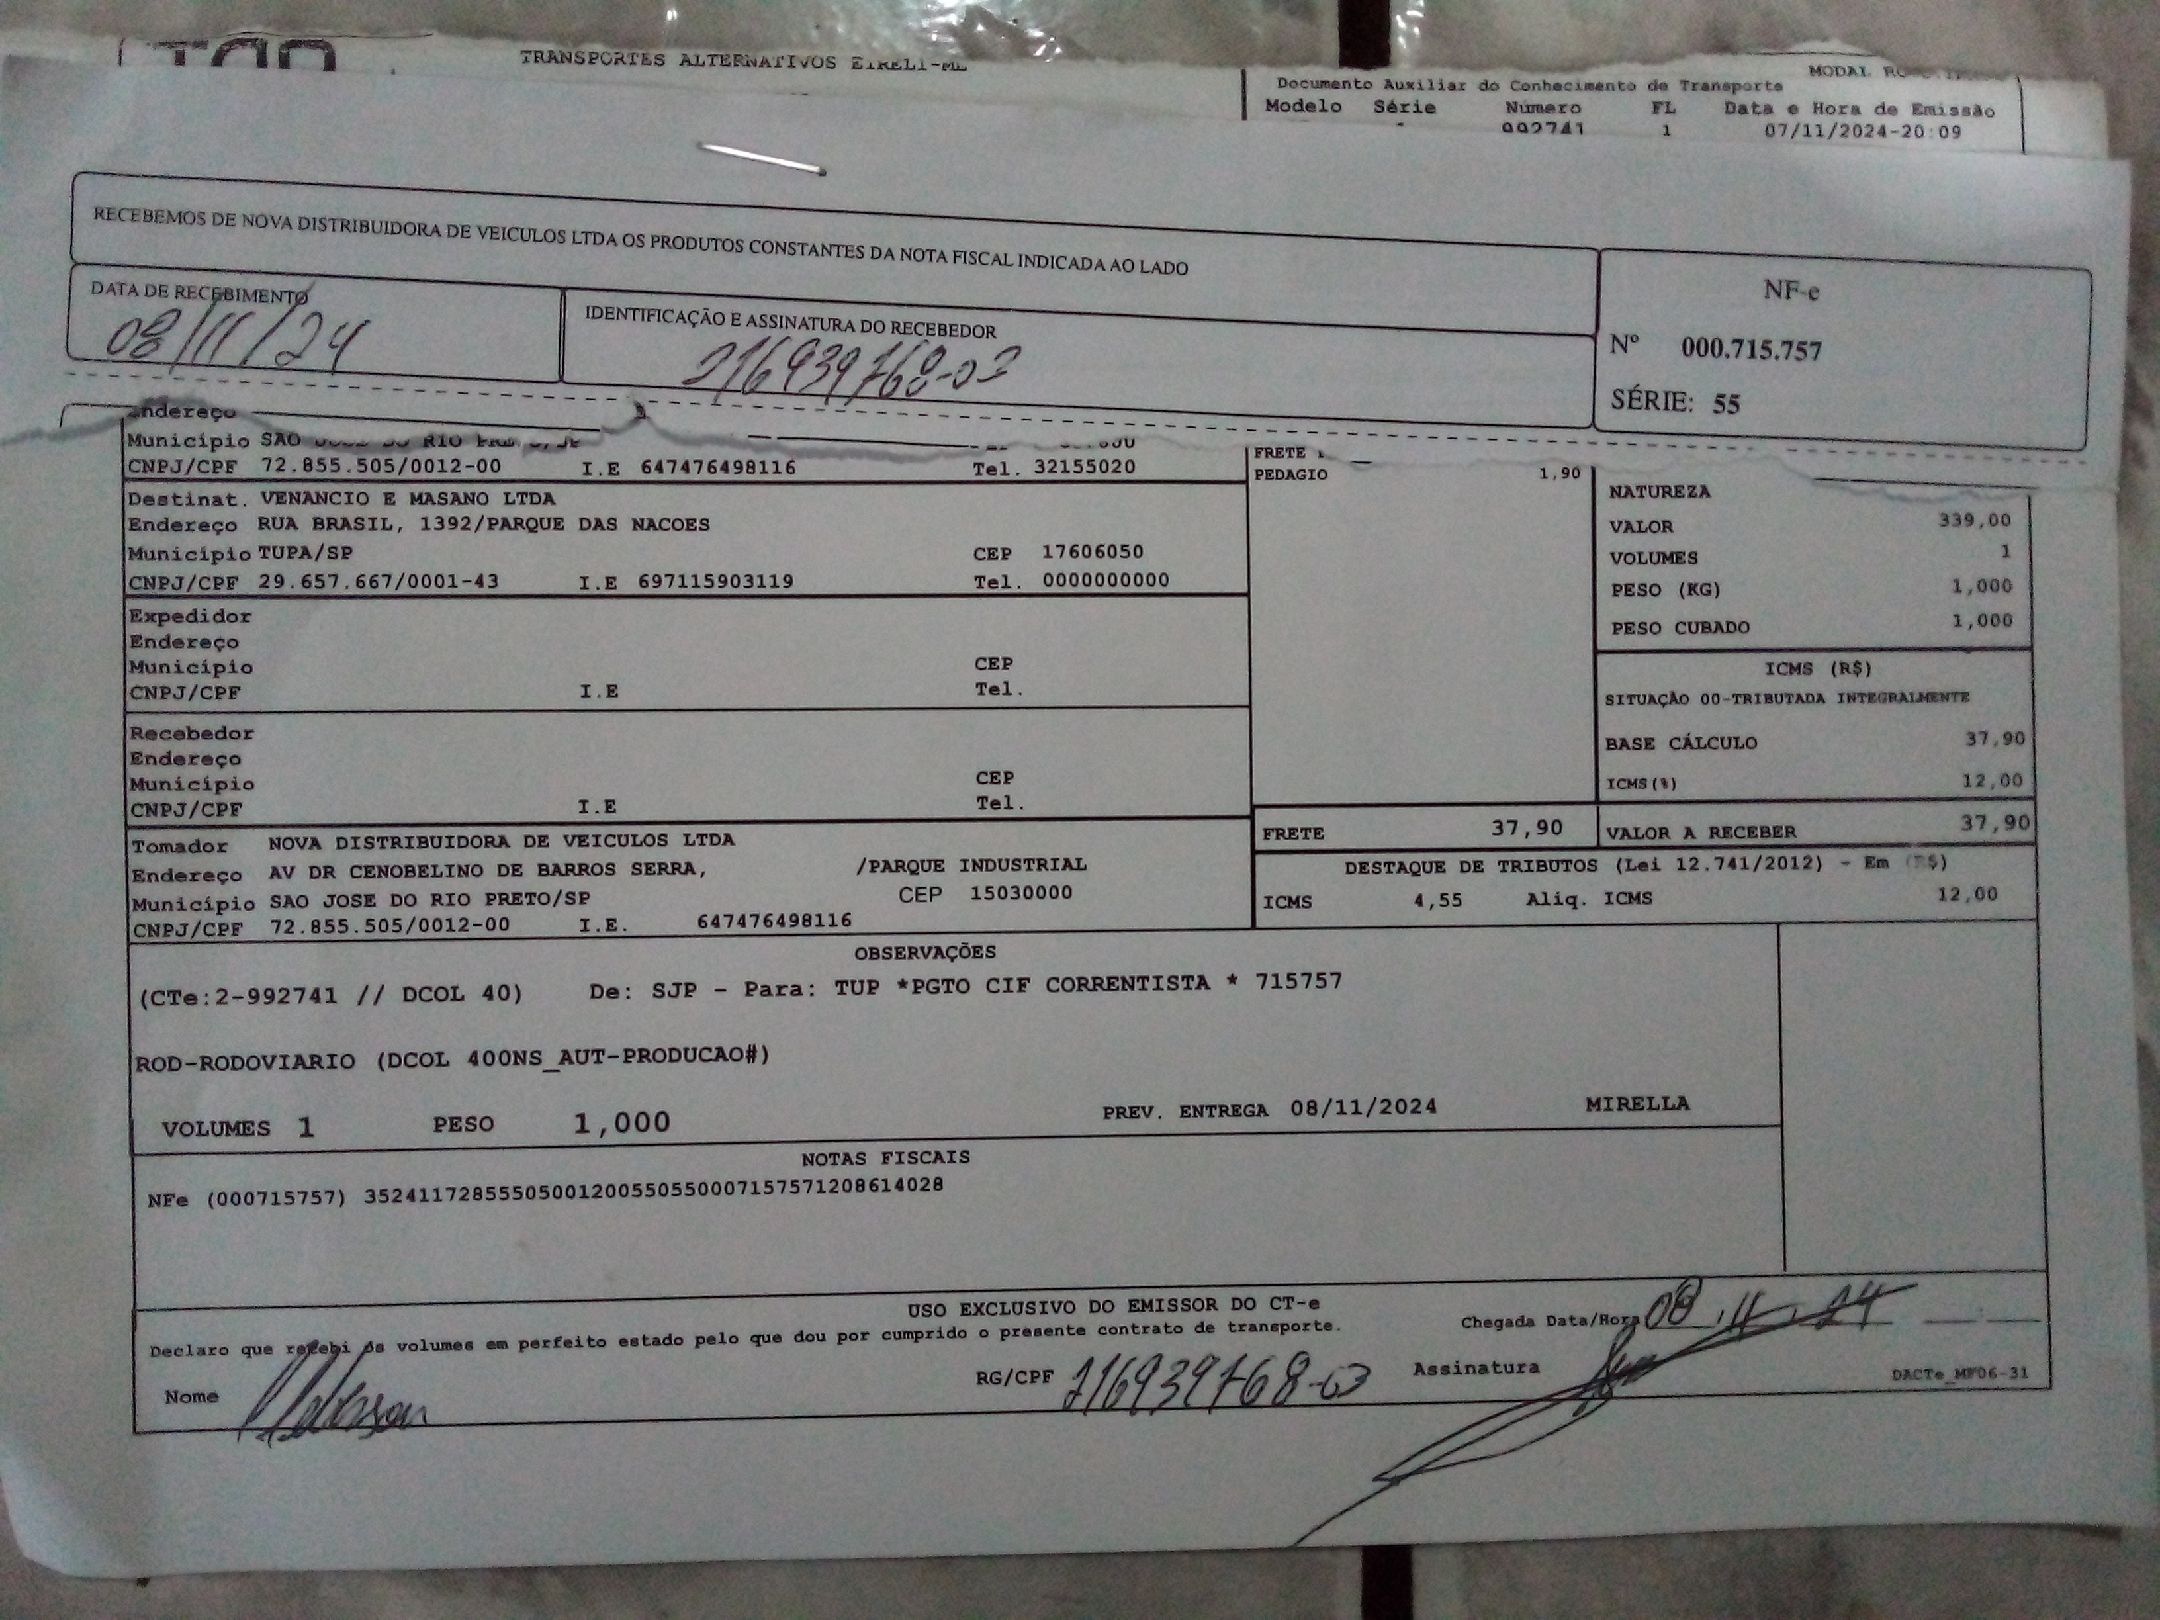 TRANSPORTES ALTERNATIVOS EIRELI-ME
MODAL
Documento Auxiliar do Conhecimento de Transporte
Modelo Série Número FL Data e Hora de Emissão
992741 1 07/11/2024-20:09
RECEBEMOS DE NOVA DISTRIBUIDORA DE VEICULOS LTDA OS PRODUTOS CONSTANTES DA NOTA FISCAL INDICADA AO LADO
DATA DE RECEBIMENTO
08/11/24
IDENTIFICAÇÃO E ASSINATURA DO RECEBEDOR
216939768-03
NF-e
Nº 000.715.757
SÉRIE: 55
Endereço
Município SAO JOSE DO RIO
CNPJ/CPF 72.855.505/0012-00 I.E 647476498116 Tel. 32155020
Destinat. VENANCIO E MASANO LTDA
Endereço RUA BRASIL, 1392/PARQUE DAS NACOES
Município TUPA/SP CEP 17606050
CNPJ/CPF 29.657.667/0001-43 I.E 697115903119 Tel. 0000000000
Expedidor
Endereço
Município CEP
CNPJ/CPF I.E Tel.
Recebedor
Endereço
Município CEP
CNPJ/CPF I.E Tel.
Tomador NOVA DISTRIBUIDORA DE VEICULOS LTDA
Endereço AV DR CENOBELINO DE BARROS SERRA, /PARQUE INDUSTRIAL
Município SAO JOSE DO RIO PRETO/SP CEP 15030000
CNPJ/CPF 72.855.505/0012-00 I.E. 647476498116
FRETE
PEDAGIO 1,90
NATUREZA
VALOR 339,00
VOLUMES 1
PESO (KG) 1,000
PESO CUBADO 1,000
ICMS (R$)
SITUAÇÃO 00-TRIBUTADA INTEGRALMENTE
BASE CÁLCULO 37,90
ICMS(%) 12,00
FRETE 37,90 VALOR A RECEBER 37,90
DESTAQUE DE TRIBUTOS (Lei 12.741/2012) - Em (R$)
ICMS 4,55 Aliq. ICMS 12,00
OBSERVAÇÕES
(CTe:2-992741 // DCOL 40) De: SJP - Para: TUP *PGTO CIF CORRENTISTA * 715757
ROD-RODOVIARIO (DCOL 400NS_AUT-PRODUCAO#)
VOLUMES 1 PESO 1,000 PREV. ENTREGA 08/11/2024 MIRELLA
NOTAS FISCAIS
NFe (000715757) 35241172855505001200550550007157571208614028
USO EXCLUSIVO DO EMISSOR DO CT-e
Declaro que recebi os volumes em perfeito estado pelo que dou por cumprido o presente contrato de transporte.
Chegada Data/Hora 08 11 24
Nome
RG/CPF 216939768-03 Assinatura
DACTe_MF06-31